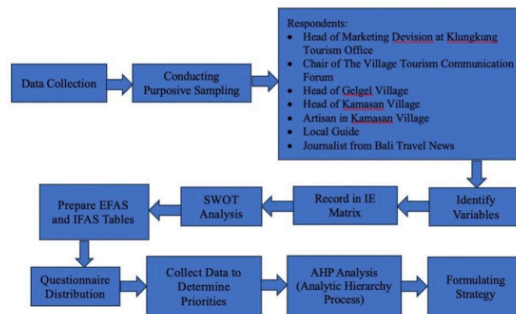 Respondents:
• Head of Marketing Devision at Klungkung
Tourism Office
• Chair of The Village Tourism Communication
Forum
• Head of Gelgel Village
• Head of Kamasan Village
• Artisan in Kamasan Village
• Local Guide
• Journalist from Bali Travel News
Data Collection
Conducting
Purposive Sampling
Identify
Variables
Record in IE
Matrix
SWOT
Analysis
Prepare EFAS
and IFAS Tables
Questionnaire
Distribution
Collect Data to
Determine
Priorities
AHP Analysis
(Analytic Hierarchy
Process)
Formulating
Strategy